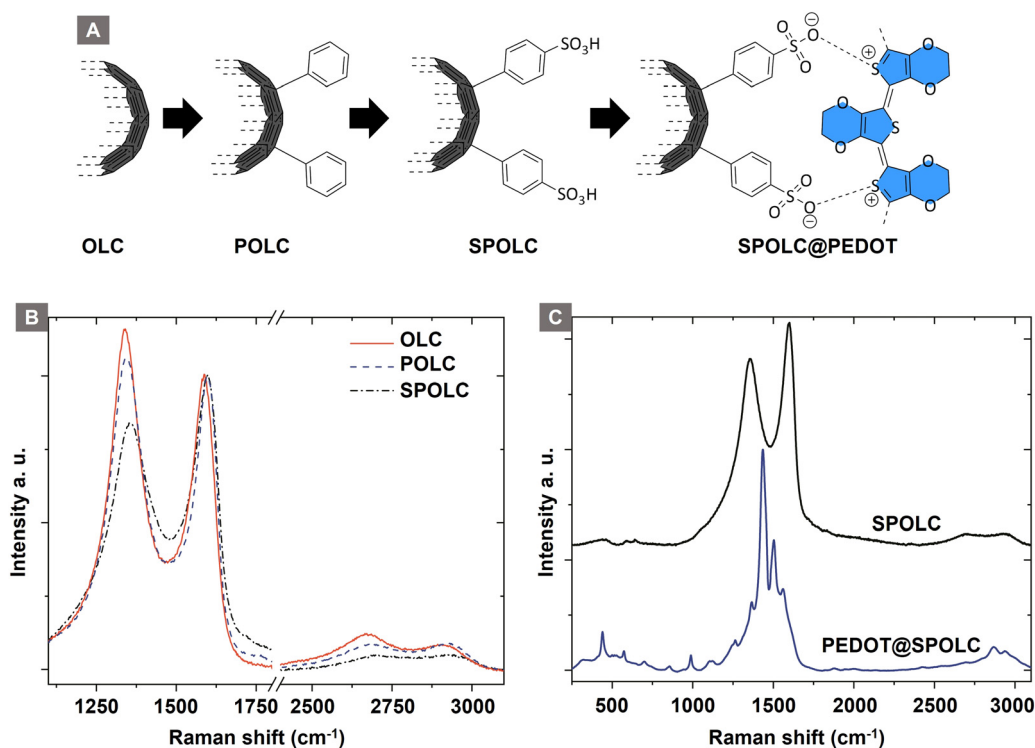 A
SO₃H
SO₃H
O
S
O
O
⊖
O
S
O
O
⊖
⊕
S
O
O
O
O
S
S
⊕
O
O
OLC
POLC
SPOLC
SPOLC@PEDOT
B
OLC
POLC
SPOLC
Intensity a. u.
1250
1500
1750
2500
2750
3000
Raman shift (cm⁻¹)
C
SPOLC
PEDOT@SPOLC
Intensity a. u.
500
1000
1500
2000
2500
3000
Raman shift (cm⁻¹)